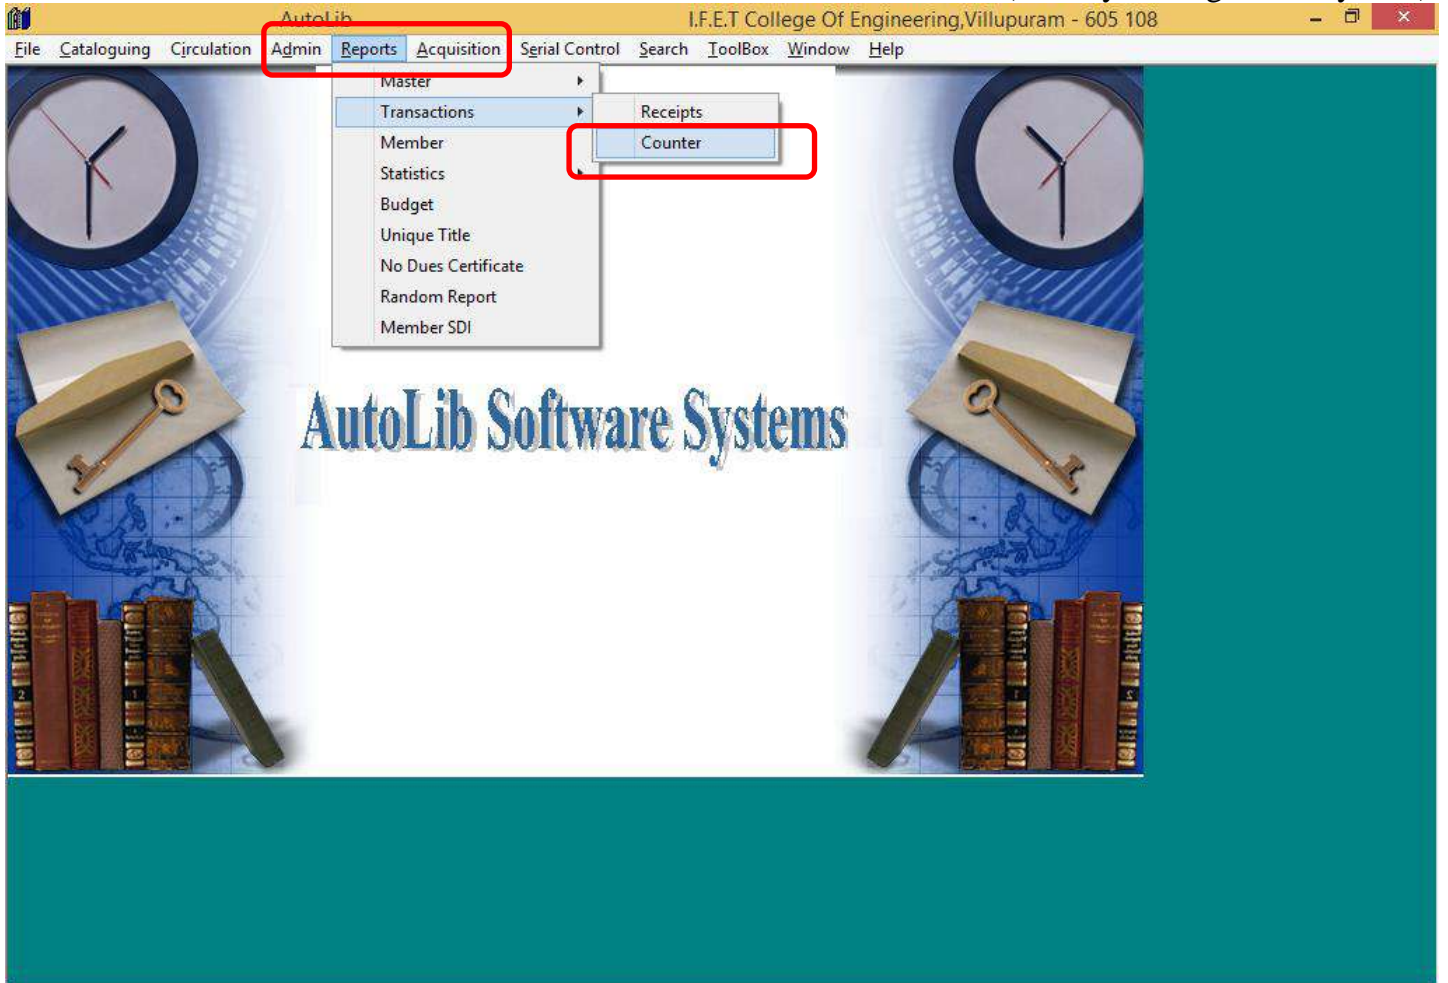 AutoLib I.F.E.T College Of Engineering,Villupuram - 605 108
File Cataloguing Circulation Admin Reports Acquisition Serial Control Search ToolBox Window Help
Master
Transactions
Receipts
Member
Counter
Statistics
Budget
Unique Title
No Dues Certificate
Random Report
Member SDI
AutoLib Software Systems